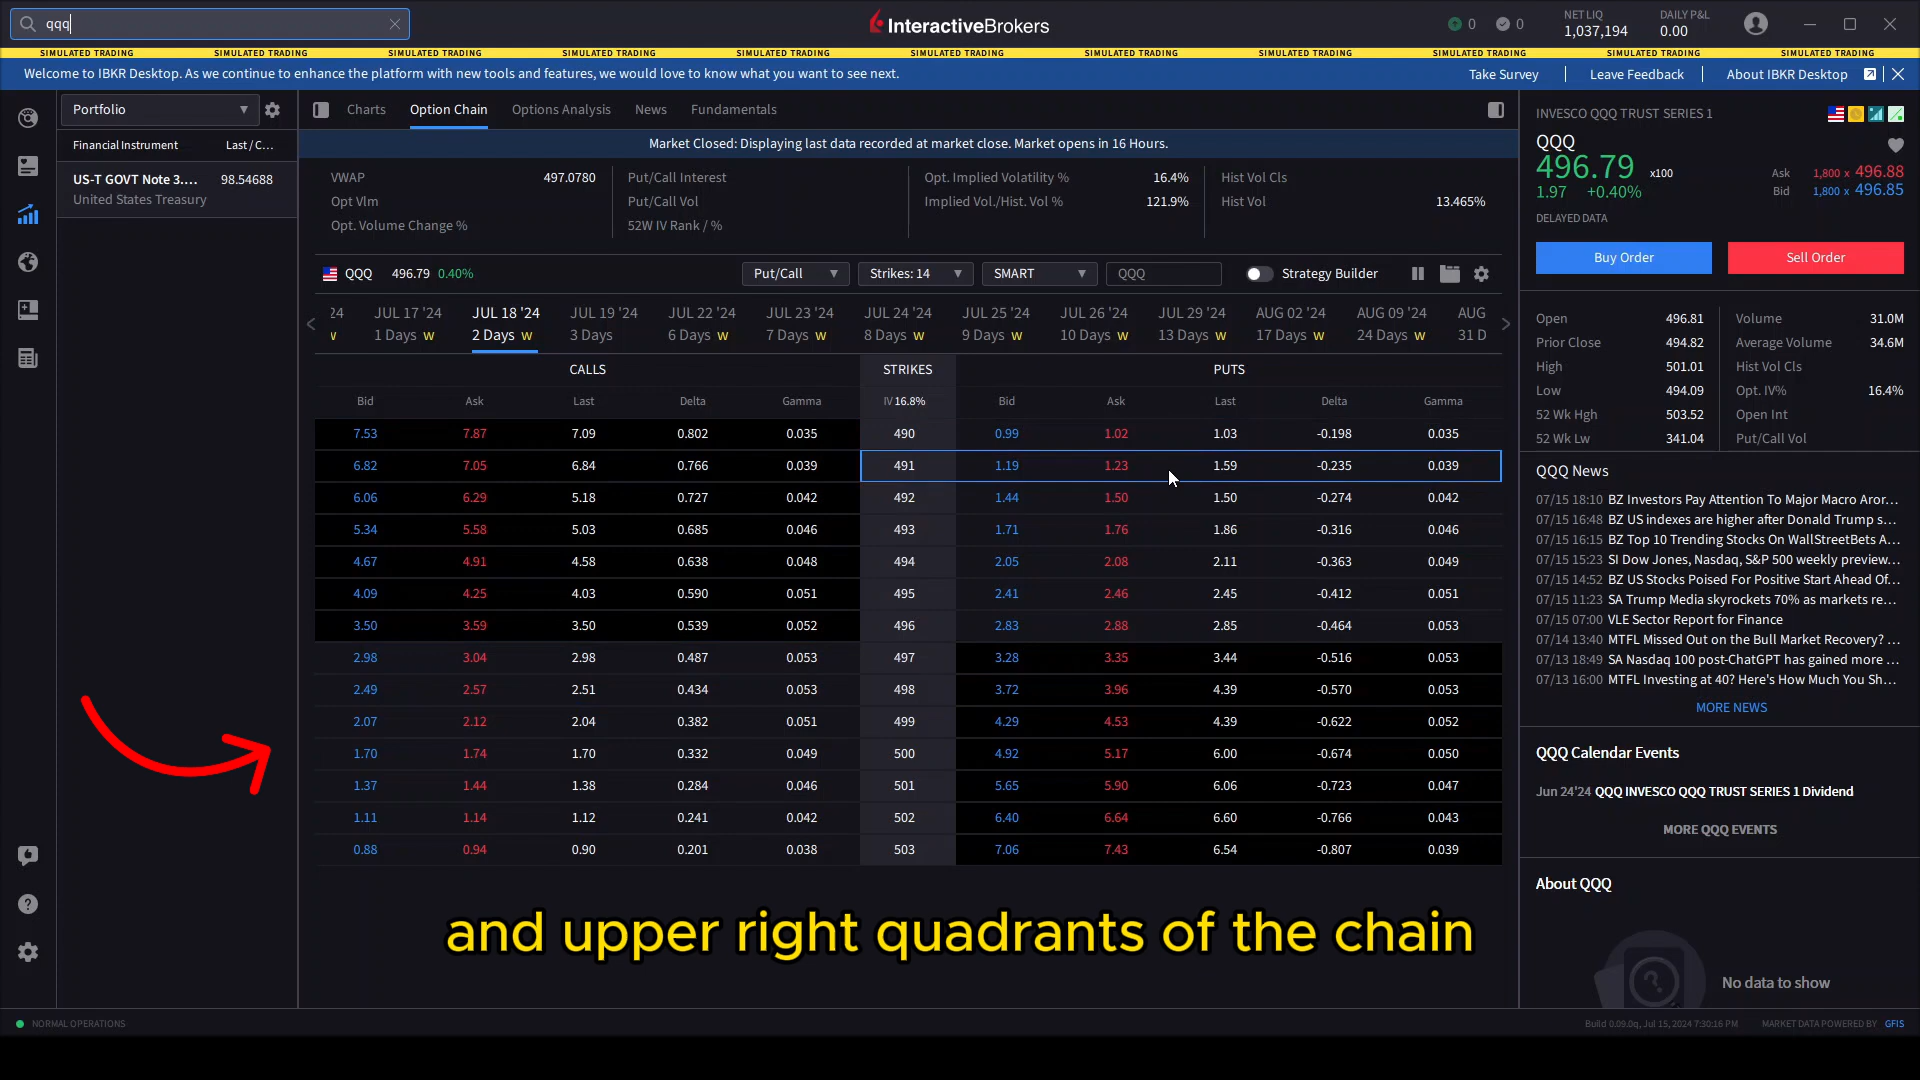 qqq
InteractiveBrokers
0
0
NET LIQ
1,037,194
DAILY P&L
0.00
SIMULATED TRADING SIMULATED TRADING SIMULATED TRADING SIMULATED TRADING SIMULATED TRADING SIMULATED TRADING SIMULATED TRADING SIMULATED TRADING SIMULATED TRADING SIMULATED TRADING SIMULATED TRADING
Welcome to IBKR Desktop. As we continue to enhance the platform with new tools and features, we would love to know what you want to see next.
Take Survey Leave Feedback About IBKR Desktop
Portfolio
Financial Instrument Last / C...
US-T GOVT Note 3.... 98.54688
United States Treasury
Charts Option Chain Options Analysis News Fundamentals
Market Closed: Displaying last data recorded at market close. Market opens in 16 Hours.
VWAP 497.0780 Put/Call Interest Opt. Implied Volatility % 16.4% Hist Vol Cls
Opt Vlm Put/Call Vol Implied Vol./Hist. Vol % 121.9% Hist Vol 13.465%
Opt. Volume Change % 52W IV Rank / %
QQQ 496.79 0.40% Put/Call Strikes: 14 SMART QQQ Strategy Builder
24 JUL 17 '24 JUL 18 '24 JUL 19 '24 JUL 22 '24 JUL 23 '24 JUL 24 '24 JUL 25 '24 JUL 26 '24 JUL 29 '24 AUG 02 '24 AUG 09 '24 AUG
W 1 Days W 2 Days W 3 Days 6 Days W 7 Days W 8 Days W 9 Days W 10 Days W 13 Days W 17 Days W 24 Days W 31 D
CALLS STRIKES PUTS
Bid Ask Last Delta Gamma IV 16.8% Bid Ask Last Delta Gamma
7.53 7.87 7.09 0.802 0.035 490 0.99 1.02 1.03 -0.198 0.035
6.82 7.05 6.84 0.766 0.039 491 1.19 1.23 1.59 -0.235 0.039
6.06 6.29 5.18 0.727 0.042 492 1.44 1.50 1.50 -0.274 0.042
5.34 5.58 5.03 0.685 0.046 493 1.71 1.76 1.86 -0.316 0.046
4.67 4.91 4.58 0.638 0.048 494 2.05 2.08 2.11 -0.363 0.049
4.09 4.25 4.03 0.590 0.051 495 2.41 2.46 2.45 -0.412 0.051
3.50 3.59 3.50 0.539 0.052 496 2.83 2.88 2.85 -0.464 0.053
2.98 3.04 2.98 0.487 0.053 497 3.28 3.35 3.44 -0.516 0.053
2.49 2.57 2.51 0.434 0.053 498 3.72 3.96 4.39 -0.570 0.053
2.07 2.12 2.04 0.382 0.051 499 4.29 4.53 4.39 -0.622 0.052
1.70 1.74 1.70 0.332 0.049 500 4.92 5.17 6.00 -0.674 0.050
1.37 1.44 1.38 0.284 0.046 501 5.65 5.90 6.06 -0.723 0.047
1.11 1.14 1.12 0.241 0.042 502 6.40 6.64 6.60 -0.766 0.043
0.88 0.94 0.90 0.201 0.038 503 7.06 7.43 6.54 -0.807 0.039
and upper right quadrants of the chain
INVESCO QQQ TRUST SERIES 1
QQQ
496.79 x100
1.97 +0.40%
Ask 1,800 x 496.88
Bid 1,800 x 496.85
DELAYED DATA
Buy Order Sell Order
Open 496.81 Volume 31.0M
Prior Close 494.82 Average Volume 34.6M
High 501.01 Hist Vol Cls
Low 494.09 Opt. IV% 16.4%
52 Wk Hgh 503.52 Open Int
52 Wk Lw 341.04 Put/Call Vol
QQQ News
07/15 18:10 BZ Investors Pay Attention To Major Macro Aror...
07/15 16:48 BZ US indexes are higher after Donald Trump s...
07/15 16:15 BZ Top 10 Trending Stocks On WallStreetBets A...
07/15 15:23 SI Dow Jones, Nasdaq, S&P 500 weekly preview...
07/15 14:52 BZ US Stocks Poised For Positive Start Ahead Of...
07/15 11:23 SA Trump Media skyrockets 70% as markets re...
07/15 07:00 VLE Sector Report for Finance
07/14 13:40 MTFL Missed Out on the Bull Market Recovery? ...
07/13 18:49 SA Nasdaq 100 post-ChatGPT has gained more ...
07/13 16:00 MTFL Investing at 40? Here's How Much You Sh...
MORE NEWS
QQQ Calendar Events
Jun 24'24 QQQ INVESCO QQQ TRUST SERIES 1 Dividend
MORE QQQ EVENTS
About QQQ
No data to show
NORMAL OPERATIONS
Build 0.09.0q, Jul 15, 2024 7:30:16 PM MARKET DATA POWERED BY GFIS